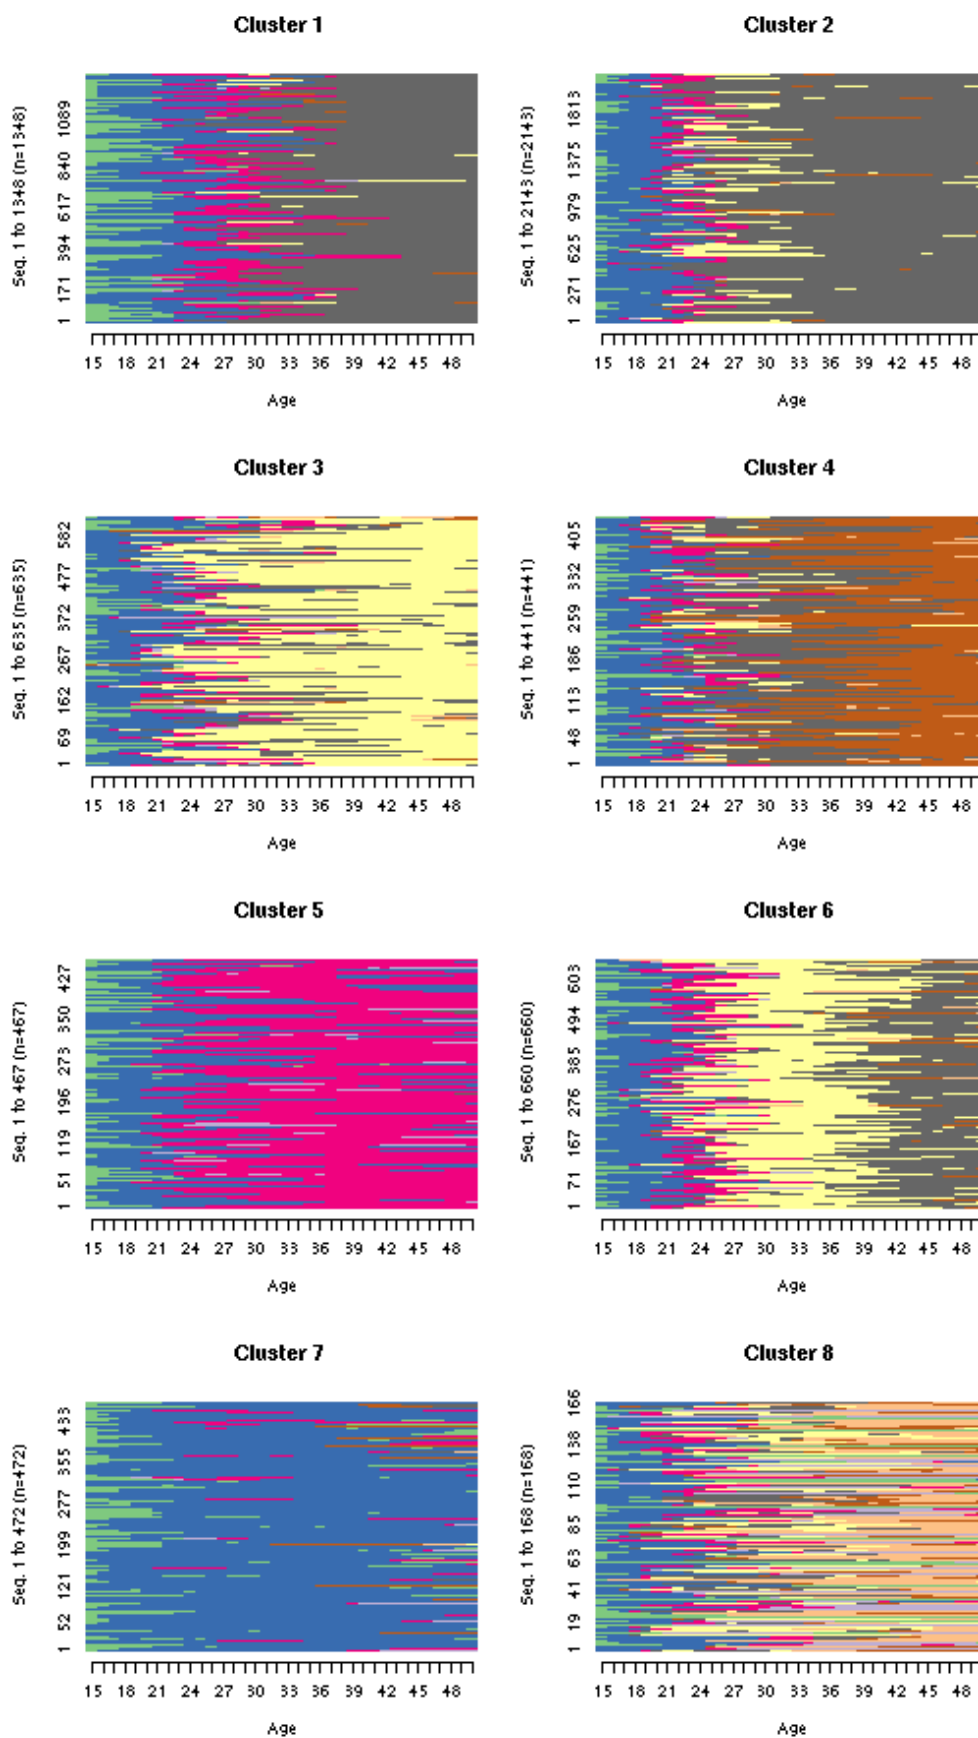 Cluster 1
Seq. 1 to 1348 (n=1348)
1 171 394 617 840 1089
15 18 21 24 27 30 33 36 39 42 45 48
Age
Cluster 2
Seq. 1 to 2143 (n=2143)
1 271 625 979 1375 1813
15 18 21 24 27 30 33 36 39 42 45 48
Age
Cluster 3
Seq. 1 to 635 (n=635)
1 69 162 267 372 477 582
15 18 21 24 27 30 33 36 39 42 45 48
Age
Cluster 4
Seq. 1 to 441 (n=441)
1 48 113 186 259 332 405
15 18 21 24 27 30 33 36 39 42 45 48
Age
Cluster 5
Seq. 1 to 467 (n=467)
1 51 119 196 273 350 427
15 18 21 24 27 30 33 36 39 42 45 48
Age
Cluster 6
Seq. 1 to 660 (n=660)
1 71 167 276 385 494 603
15 18 21 24 27 30 33 36 39 42 45 48
Age
Cluster 7
Seq. 1 to 472 (n=472)
1 52 121 199 277 355 433
15 18 21 24 27 30 33 36 39 42 45 48
Age
Cluster 8
Seq. 1 to 168 (n=168)
1 19 41 63 85 110 138 166
15 18 21 24 27 30 33 36 39 42 45 48
Age